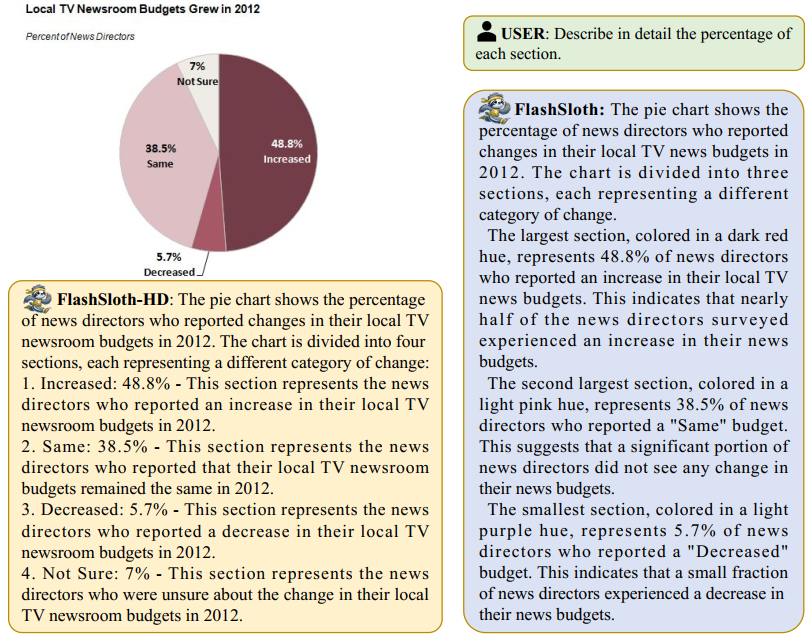 Local TV Newsroom Budgets Grew in 2012
Percent of News Directors
7%
Not Sure
48.8%
Increased
38.5%
Same
5.7%
Decreased
USER: Describe in detail the percentage of
each section.
FlashSloth-HD: The pie chart shows the percentage
of news directors who reported changes in their local TV
newsroom budgets in 2012. The chart is divided into four
sections, each representing a different category of change:
1. Increased: 48.8% - This section represents the news
directors who reported an increase in their local TV
newsroom budgets in 2012.
2. Same: 38.5% - This section represents the news
directors who reported that their local TV newsroom
budgets remained the same in 2012.
3. Decreased: 5.7% - This section represents the news
directors who reported a decrease in their local TV
newsroom budgets in 2012.
4. Not Sure: 7% - This section represents the news
directors who were unsure about the change in their local
TV newsroom budgets in 2012.
FlashSloth: The pie chart shows the
percentage of news directors who reported
changes in their local TV news budgets in
2012. The chart is divided into three
sections, each representing a different
category of change.
The largest section, colored in a dark red
hue, represents 48.8% of news directors
who reported an increase in their local TV
news budgets. This indicates that nearly
half of the news directors surveyed
experienced an increase in their news
budgets.
The second largest section, colored in a
light pink hue, represents 38.5% of news
directors who reported a "Same" budget.
This suggests that a significant portion of
news directors did not see any change in
their news budgets.
The smallest section, colored in a light
purple hue, represents 5.7% of news
directors who reported a "Decreased"
budget. This indicates that a small fraction
of news directors experienced a decrease in
their news budgets.